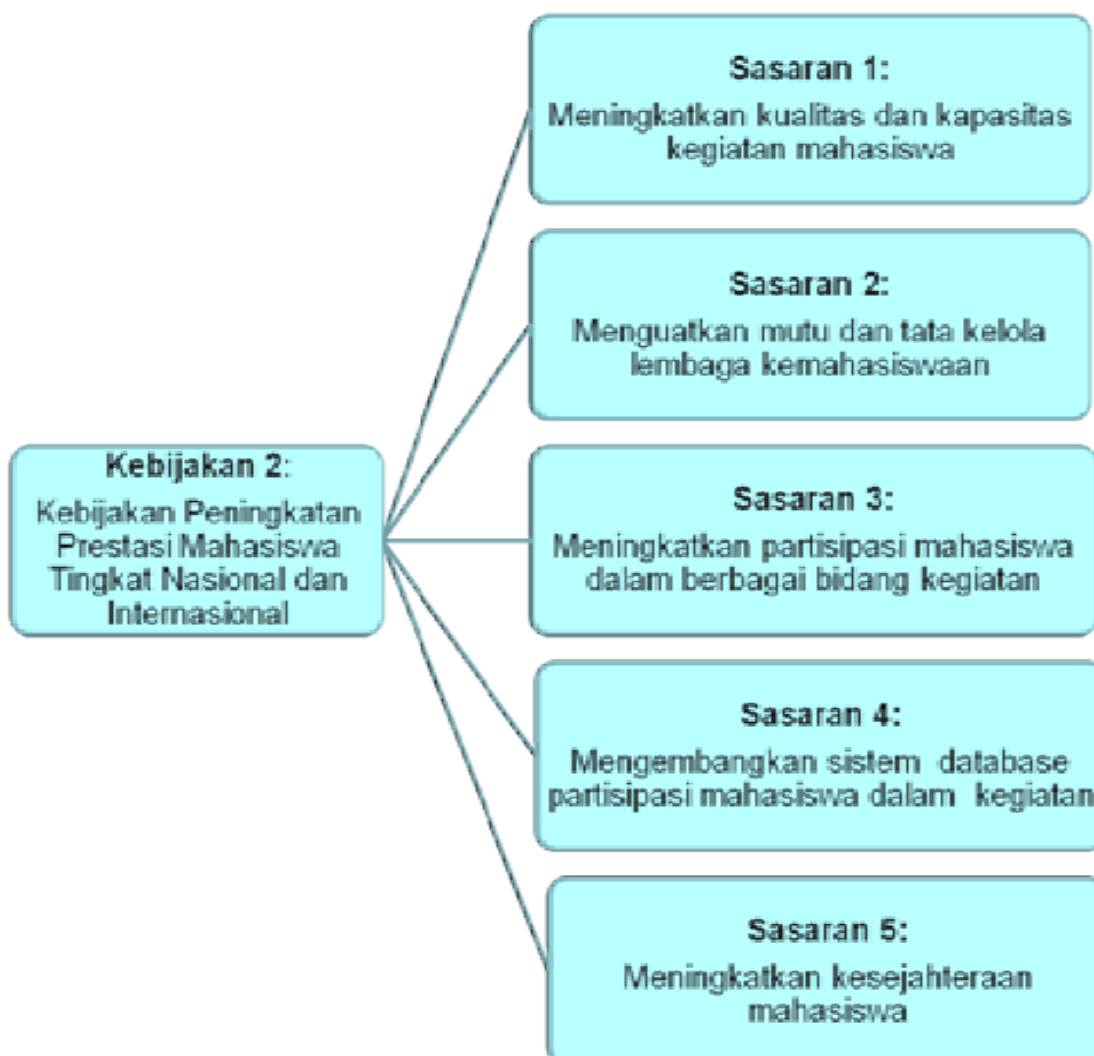 Sasaran 1:
Meningkatkan kualitas dan kapasitas
kegiatan mahasiswa
Sasaran 2:
Menguatkan mutu dan tata kelola
lembaga kemahasiswaan
Kebijakan 2:
Kebijakan Peningkatan
Prestasi Mahasiswa
Tingkat Nasional dan
Internasional
Sasaran 3:
Meningkatkan partisipasi mahasiswa
dalam berbagai bidang kegiatan
Sasaran 4:
Mengembangkan sistem database
partisipasi mahasiswa dalam kegiatan
Sasaran 5:
Meningkatkan kesejahteraan
mahasiswa